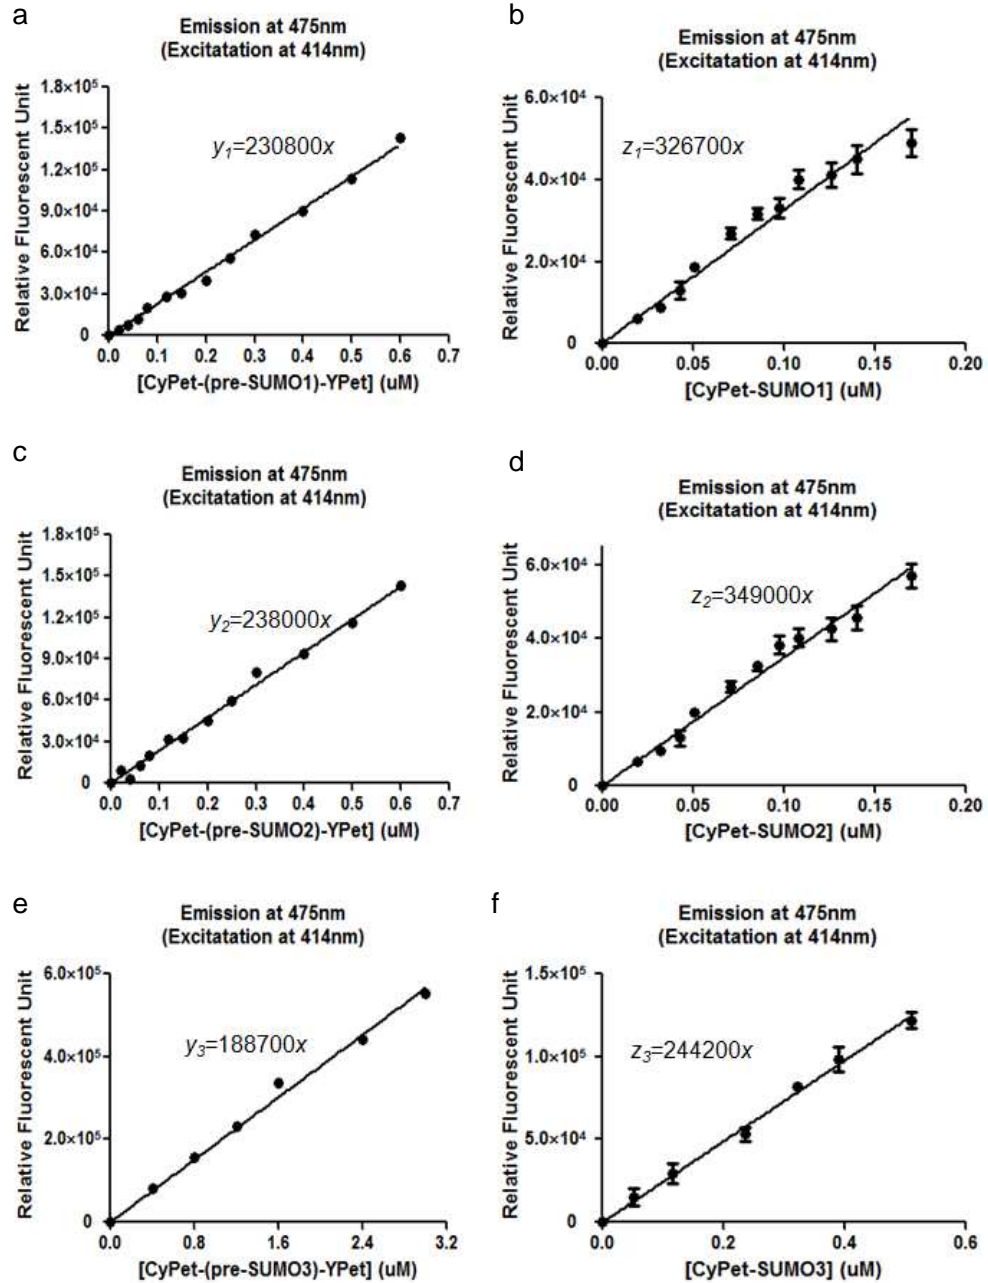 a
Emission at 475nm
(Excitatation at 414nm)
Relative Fluorescent Unit
1.8×10⁵
1.5×10⁵
1.2×10⁵
9.0×10⁴
6.0×10⁴
3.0×10⁴
0
y₁=230800x
0.0 0.1 0.2 0.3 0.4 0.5 0.6 0.7
[CyPet-(pre-SUMO1)-YPet] (uM)
b
Emission at 475nm
(Excitatation at 414nm)
Relative Fluorescent Unit
6.0×10⁴
4.0×10⁴
2.0×10⁴
0
z₁=326700x
0.00 0.05 0.10 0.15 0.20
[CyPet-SUMO1] (uM)
c
Emission at 475nm
(Excitatation at 414nm)
Relative Fluorescent Unit
1.8×10⁵
1.5×10⁵
1.2×10⁵
9.0×10⁴
6.0×10⁴
3.0×10⁴
0
y₂=238000x
0.0 0.1 0.2 0.3 0.4 0.5 0.6 0.7
[CyPet-(pre-SUMO2)-YPet] (uM)
d
Emission at 475nm
(Excitatation at 414nm)
Relative Fluorescent Unit
6.0×10⁴
4.0×10⁴
2.0×10⁴
0
z₂=349000x
0.00 0.05 0.10 0.15 0.20
[CyPet-SUMO2] (uM)
e
Emission at 475nm
(Excitatation at 414nm)
Relative Fluorescent Unit
6.0×10⁵
4.0×10⁵
2.0×10⁵
0
y₃=188700x
0.0 0.8 1.6 2.4 3.2
[CyPet-(pre-SUMO3)-YPet] (uM)
f
Emission at 475nm
(Excitatation at 414nm)
Relative Fluorescent Unit
1.5×10⁵
1.0×10⁵
5.0×10⁴
0
z₃=244200x
0.0 0.2 0.4 0.6
[CyPet-SUMO3] (uM)